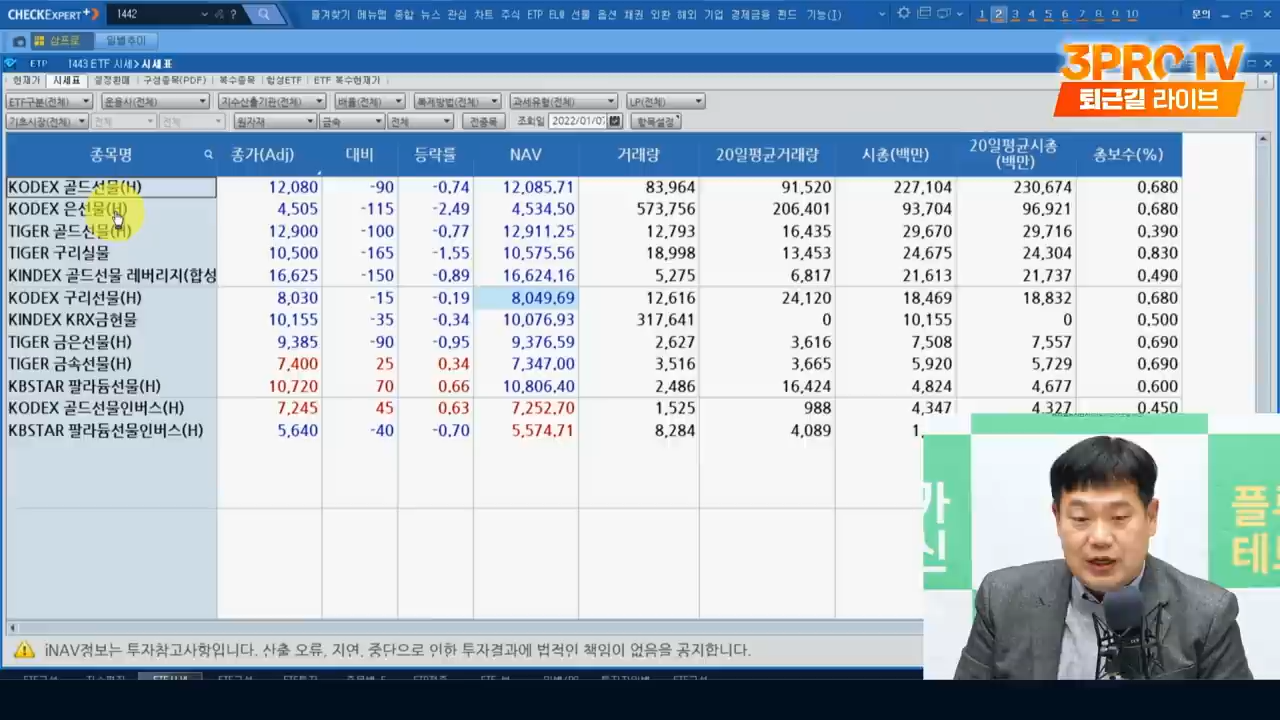 CHECKEXPERT+ 1442 ? 즐겨찾기 메뉴맵 종합 뉴스 관심 차트 주식 ETP ELW 선물 옵션 채권 외환 해외 기업 경제금융 펀드 기능(I) 1 2 3 4 5 6 7 8 9 10 문의
삼프로 일별추이
ETP 1443 ETF 시세>시세표
현재가 시세표 설정환매 구성종목(PDF) 복수종목 합성ETF ETF 복수현재가
ETF구분(전체) 운용사(전체) 지수산출기관(전체) 배율(전체) 복제방법(전체) 과세유형(전체) LP(전체)
기초시장(전체) 전체 전체 원자재 금속 전체 전종목 조회일 2022/01/07 항목설정
3PROTV
퇴근길 라이브
종목명 종가(Adj) 대비 등락률 NAV 거래량 20일평균거래량 시총(백만) 20일평균시총(백만) 총보수(%)
KODEX 골드선물(H) 12,080 -90 -0.74 12,085.71 83,964 91,520 227,104 230,674 0.680
KODEX 은선물(H) 4,505 -115 -2.49 4,534.50 573,756 206,401 93,704 96,921 0.680
TIGER 골드선물(H) 12,900 -100 -0.77 12,911.25 12,793 16,435 29,670 29,716 0.390
TIGER 구리실물 10,500 -165 -1.55 10,575.56 18,998 13,453 24,675 24,304 0.830
KINDEX 골드선물 레버리지(합성 16,625 -150 -0.89 16,624.16 5,275 6,817 21,613 21,737 0.490
KODEX 구리선물(H) 8,030 -15 -0.19 8,049.69 12,616 24,120 18,469 18,832 0.680
KINDEX KRX금현물 10,155 -35 -0.34 10,076.93 317,641 0 10,155 0 0.500
TIGER 금은선물(H) 9,385 -90 -0.95 9,376.59 2,627 3,616 7,508 7,557 0.690
TIGER 금속선물(H) 7,400 25 0.34 7,347.00 3,516 3,665 5,920 5,729 0.690
KBSTAR 팔라듐선물(H) 10,720 70 0.66 10,806.40 2,486 16,424 4,824 4,677 0.600
KODEX 골드선물인버스(H) 7,245 45 0.63 7,252.70 1,525 988 4,347 4,327 0.450
KBSTAR 팔라듐선물인버스(H) 5,640 -40 -0.70 5,574.71 8,284 4,089 1,
iNAV정보는 투자참고사항입니다. 산출 오류, 지연, 중단으로 인한 투자결과에 법적인 책임이 없음을 공지합니다.